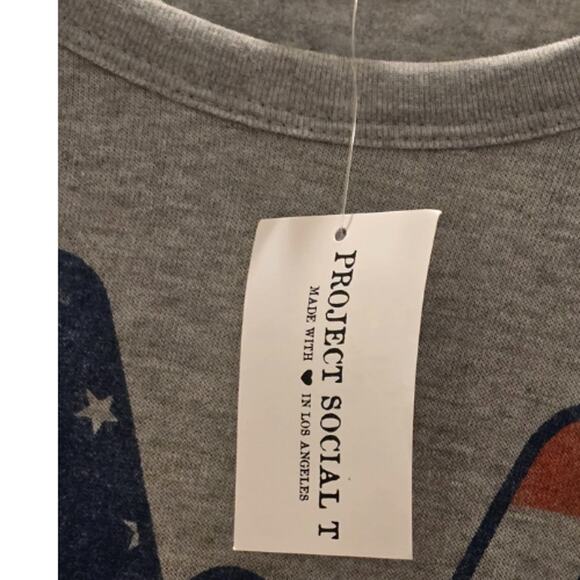 PROJECT SOCIAL T
MADE WITH ♥ IN LOS ANGELES